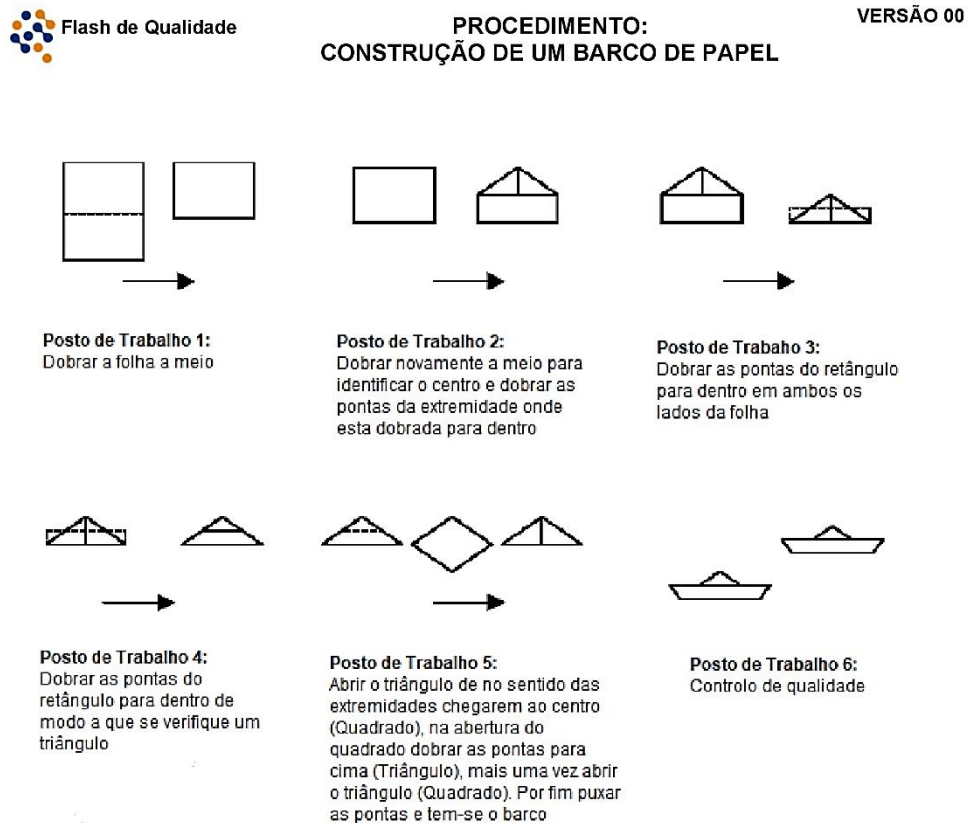 Flash de Qualidade
PROCEDIMENTO:
CONSTRUÇÃO DE UM BARCO DE PAPEL
VERSÃO 00
Posto de Trabalho 1:
Dobrar a folha a meio
Posto de Trabalho 2:
Dobrar novamente a meio para
identificar o centro e dobrar as
pontas da extremidade onde
esta dobrada para dentro
Posto de Trabaho 3:
Dobrar as pontas do retângulo
para dentro em ambos os
lados da folha
Posto de Trabalho 4:
Dobrar as pontas do
retângulo para dentro de
modo a que se verifique um
triângulo
Posto de Trabalho 5:
Abrir o triângulo de no sentido das
extremidades chegarem ao centro
(Quadrado), na abertura do
quadrado dobrar as pontas para
cima (Triângulo), mais uma vez abrir
o triângulo (Quadrado). Por fim puxar
as pontas e tem-se o barco
Posto de Trabalho 6:
Controlo de qualidade